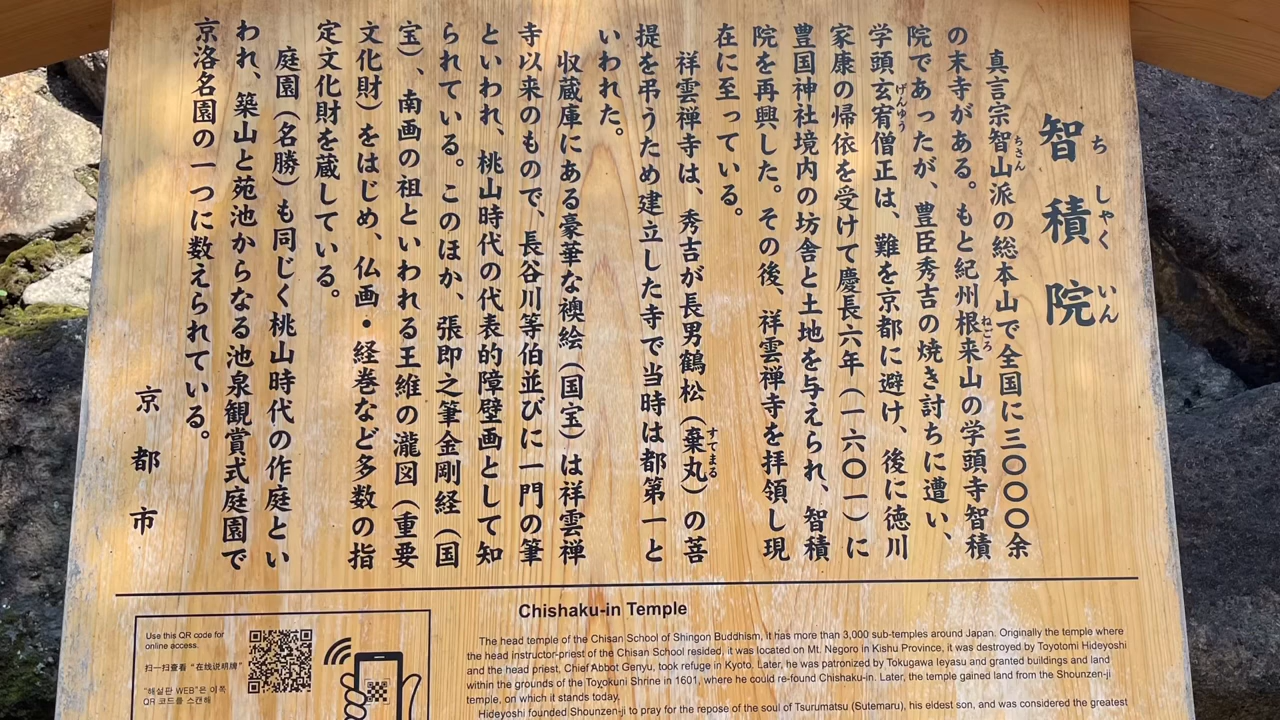 智積院
ちしゃくいん
真言宗智山派の総本山で全国に三〇〇〇余
ちさん
の末寺がある。もと紀州根来山の学頭寺智積
ねごろ
院であったが、豊臣秀吉の焼き討ちに遭い、
学頭玄宥僧正は、難を京都に避け、後に徳川
げんゆう
家康の帰依を受けて慶長六年（一六〇一）に
豊国神社境内の坊舎と土地を与えられ、智積
院を再興した。その後、祥雲禅寺を拝領し現
在に至っている。
祥雲禅寺は、秀吉が長男鶴松（棄丸）の菩
すてまる
提を弔うため建立した寺で当時は都第一と
いわれた。
収蔵庫にある豪華な襖絵（国宝）は祥雲禅
寺以来のもので、長谷川等伯並びに一門の筆
といわれ、桃山時代の代表的障壁画として知
られている。このほか、張即之筆金剛経（国
宝）、南画の祖といわれる王維の瀧図（重要
文化財）をはじめ、仏画・経巻など多数の指
定文化財を蔵している。
庭園（名勝）も同じく桃山時代の作庭とい
われ、築山と苑池からなる池泉観賞式庭園で
京洛名園の一つに数えられている。
京都市
Chishaku-in Temple
The head temple of the Chisan School of Shingon Buddhism, it has more than 3,000 sub-temples around Japan. Originally the temple where
the head instructor-priest of the Chisan School resided, it was located on Mt. Negoro in Kishu Province, it was destroyed by Toyotomi Hideyoshi
and the head priest, Chief Abbot Genyu, took refuge in Kyoto. Later, he was patronized by Tokugawa Ieyasu and granted buildings and land
within the grounds of the Toyokuni Shrine in 1601, where he could re-found Chishaku-in. Later, the temple gained land from the Shounzen-ji
temple, on which it stands today.
Hideyoshi founded Shounzen-ji to pray for the repose of the soul of Tsurumatsu (Sutemaru), his eldest son, and was considered the greatest
Use this QR code for
online access.
扫一扫查看“在线说明牌”
"해설판 WEB"은 이쪽
QR 코드를 스캔해